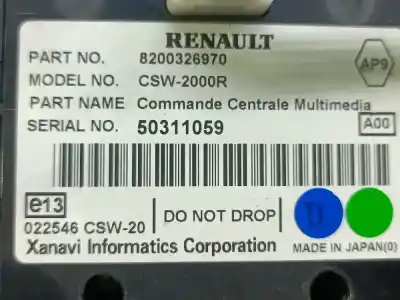 RENAULT
PART NO. 8200326970
AP9
MODEL NO. CSW-2000R
PART NAME Commande Centrale Multimedia
SERIAL NO. 50311059
A00
e13
022546 CSW-20
DO NOT DROP
U
Xanavi Informatics Corporation
MADE IN JAPAN(0)